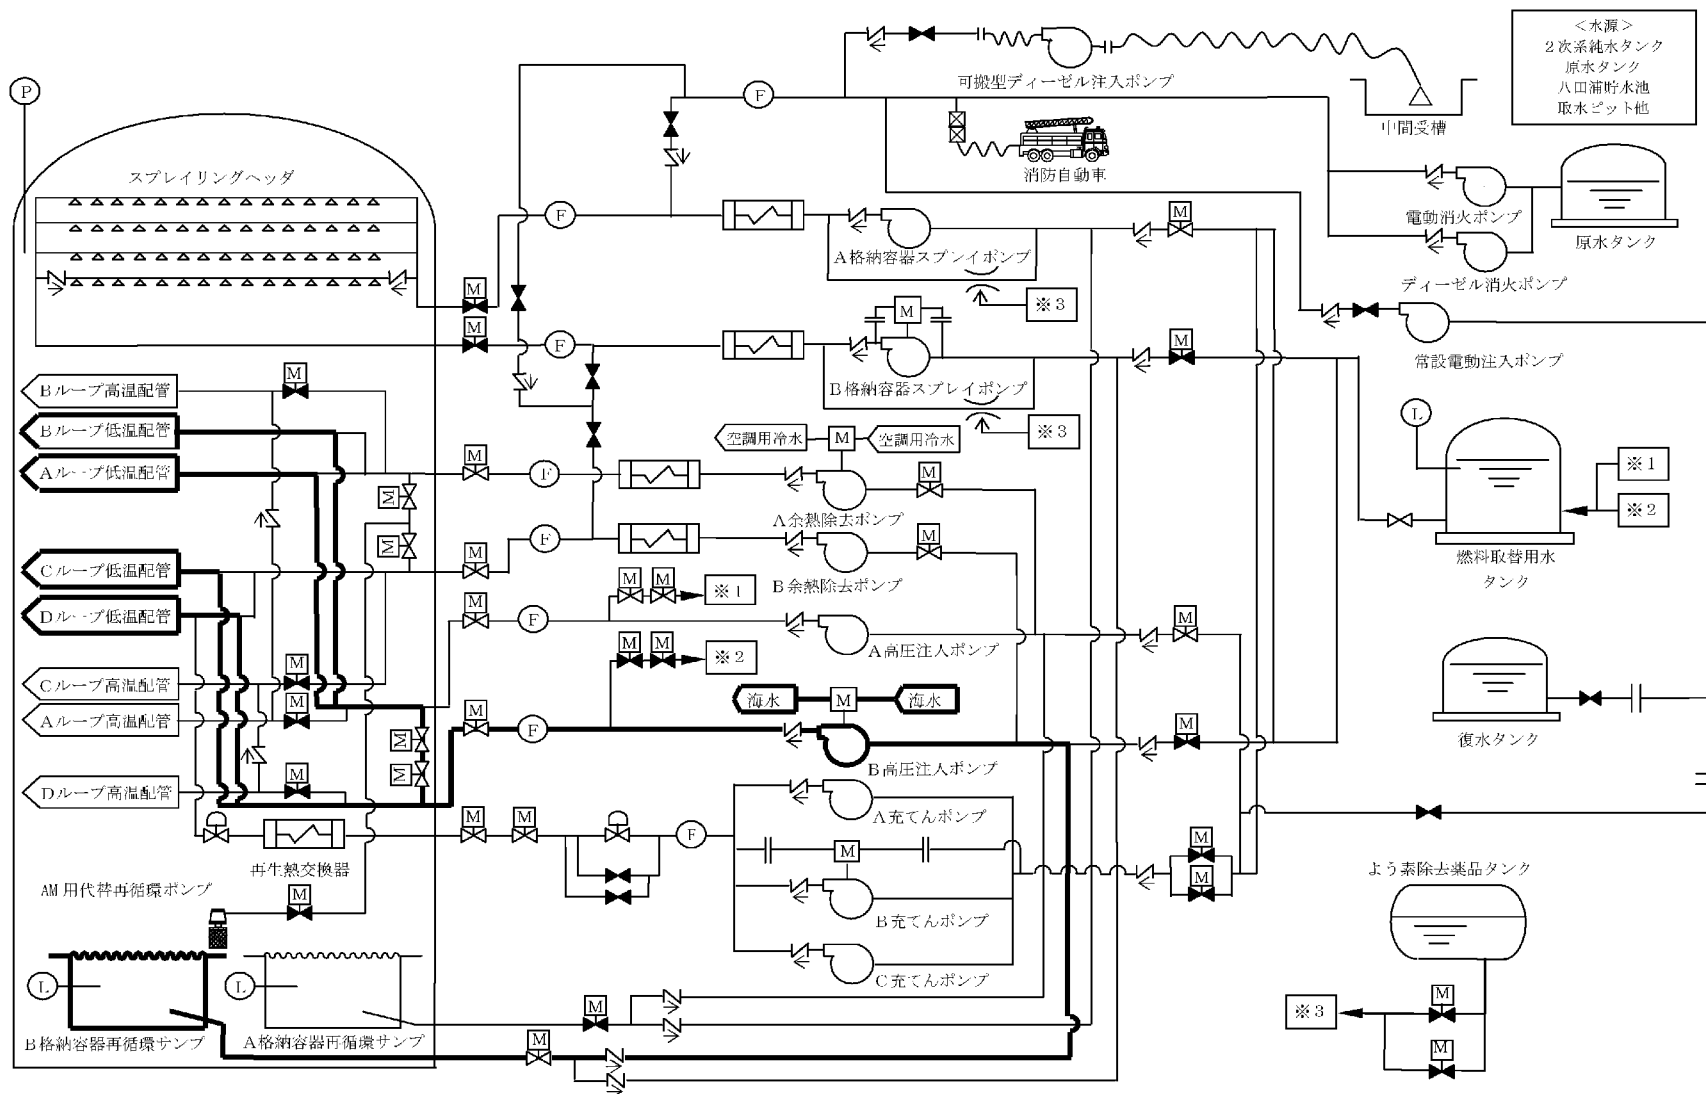 <水源>
２次系純水タンク
原水タンク
八田浦貯水池
取水ピット他
P
F
可搬型ディーゼル注入ポンプ
中間受槽
消防自動車
スプレイリングヘッダ
電動消火ポンプ
原水タンク
F
M
A格納容器スプレイポンプ
ディーゼル消火ポンプ
M
※3
M
M
F
M
B格納容器スプレイポンプ
常設電動注入ポンプ
M
Bループ高温配管
Bループ低温配管
※3
L
空調用冷水
M
空調用冷水
Aループ低温配管
M
F
M
※1
M
A余熱除去ポンプ
※2
F
M
M
M
Cループ低温配管
B余熱除去ポンプ
燃料取替用水
タンク
M
M
※1
Dループ低温配管
M
F
M
M
M
※2
A高圧注入ポンプ
Cループ高温配管
M
海水
M
海水
Aループ高温配管
M
M
F
M
M
復水タンク
M
B高圧注入ポンプ
Dループ高温配管
M
M
M
F
A充てんポンプ
再生熱交換器
M
M
M
AM用代替再循環ポンプ
M
よう素除去薬品タンク
B充てんポンプ
L
L
C充てんポンプ
M
M
※3
B格納容器再循環サンプ
A格納容器再循環サンプ
M
M